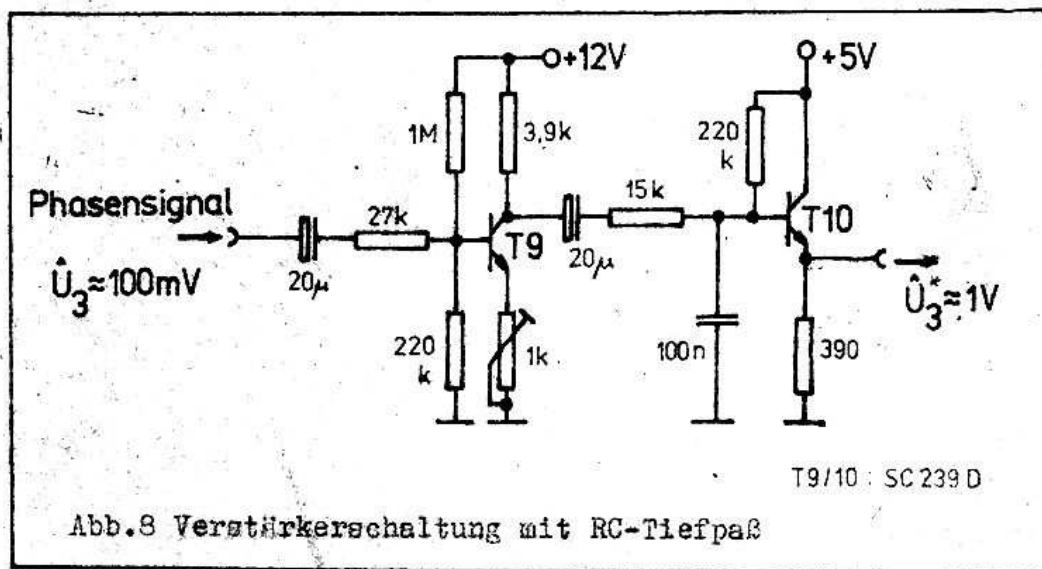 +12V
+5V
1M
3,9k
220
k
15k
Phasensignal
27k
T9
T10
20µ
20µ
Û3≈100mV
Û3*≈1V
220
k
1k
100n
390
T9/10 : SC 239 D
Abb.8 Verstärkerschaltung mit RC-Tiefpaß